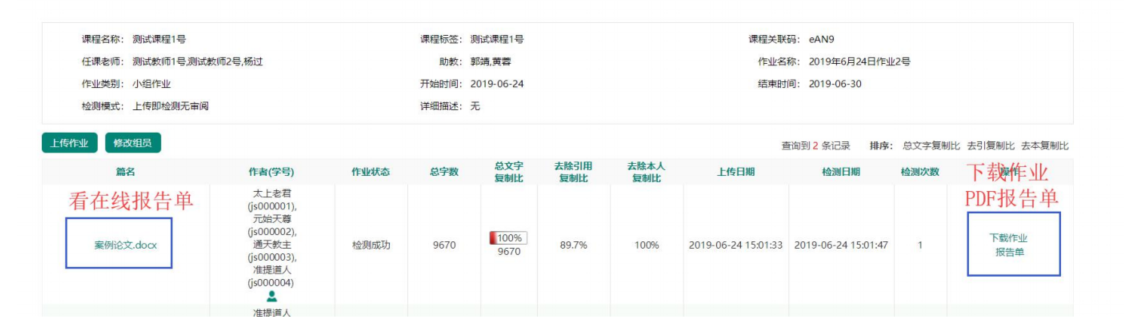 课程名称： 测试课程1号 课程标签： 测试课程1号 课程关联码： eAN9
任课老师： 测试教师1号,测试教师2号,杨过 助教： 郭靖,黄蓉 作业名称： 2019年6月24日作业2号
作业类别： 小组作业 开始时间： 2019-06-24 结束时间： 2019-06-30
检测模式： 上传即检测无审阅 详细描述： 无
上传作业 修改组员 查询到 2 条记录 排序： 总文字复制比 去引复制比 去本复制比
篇名 作者(学号) 作业状态 总字数 总文字复制比 去除引用复制比 去除本人复制比 上传日期 检测日期 检测次数 操作
看在线报告单
下载作业
PDF报告单
案例论文.docx
太上老君
(js000001),
元始天尊
(js000002),
通天教主
(js000003),
准提道人
(js000004)
检测成功 9670 100% 89.7% 100% 2019-06-24 15:01:33 2019-06-24 15:01:47 1
9670
下载作业
报告单
准提道人